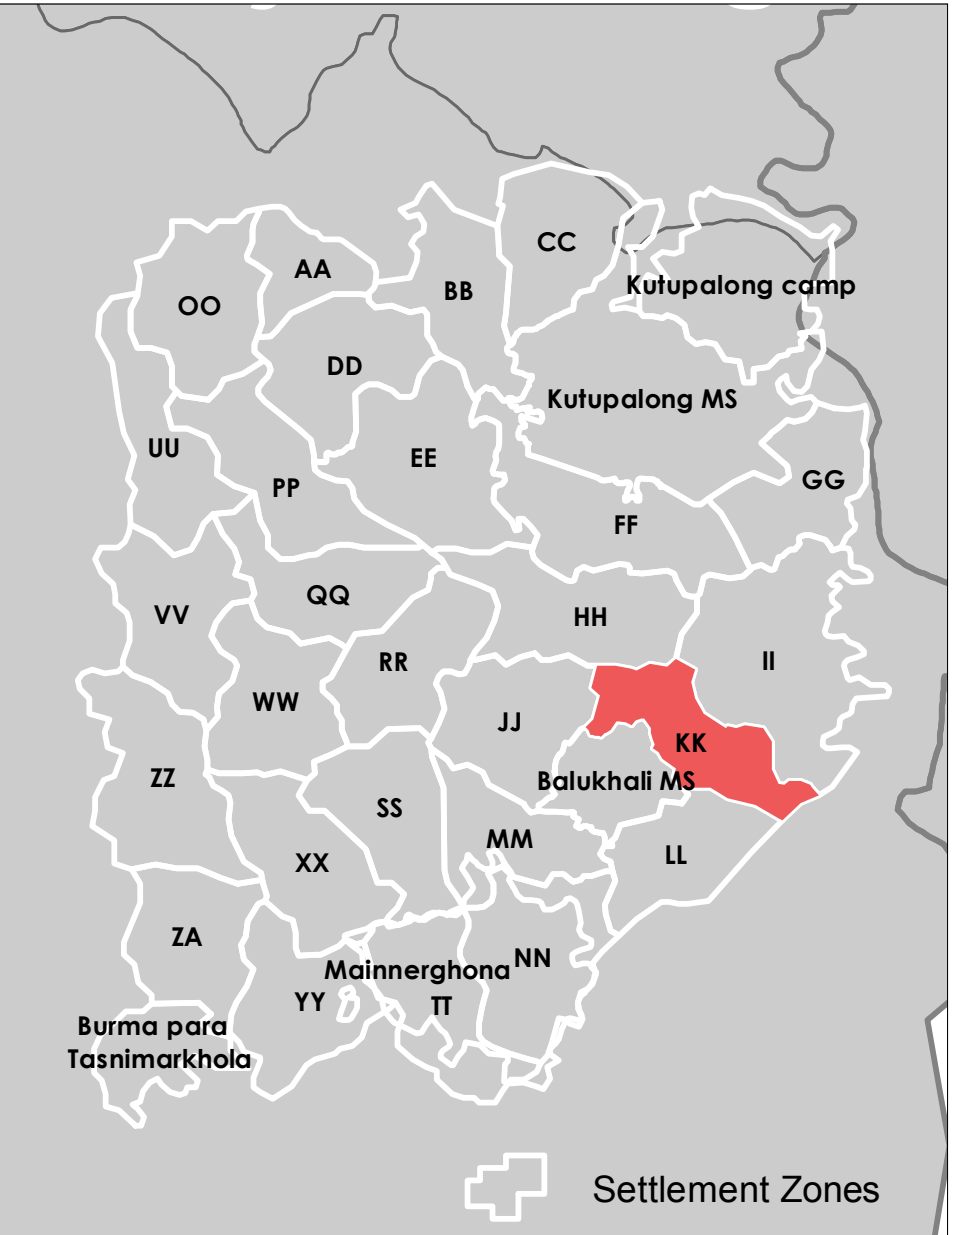 CC
AA
Kutupalong camp
BB
OO
DD
Kutupalong MS
UU
EE
GG
PP
FF
QQ
VV
HH
RR
II
WW
JJ
KK
ZZ
Balukhali MS
SS
MM
LL
XX
ZA
NN
Mainnerghona
YY
TT
Burma para
Tasnimarkhola
Settlement Zones